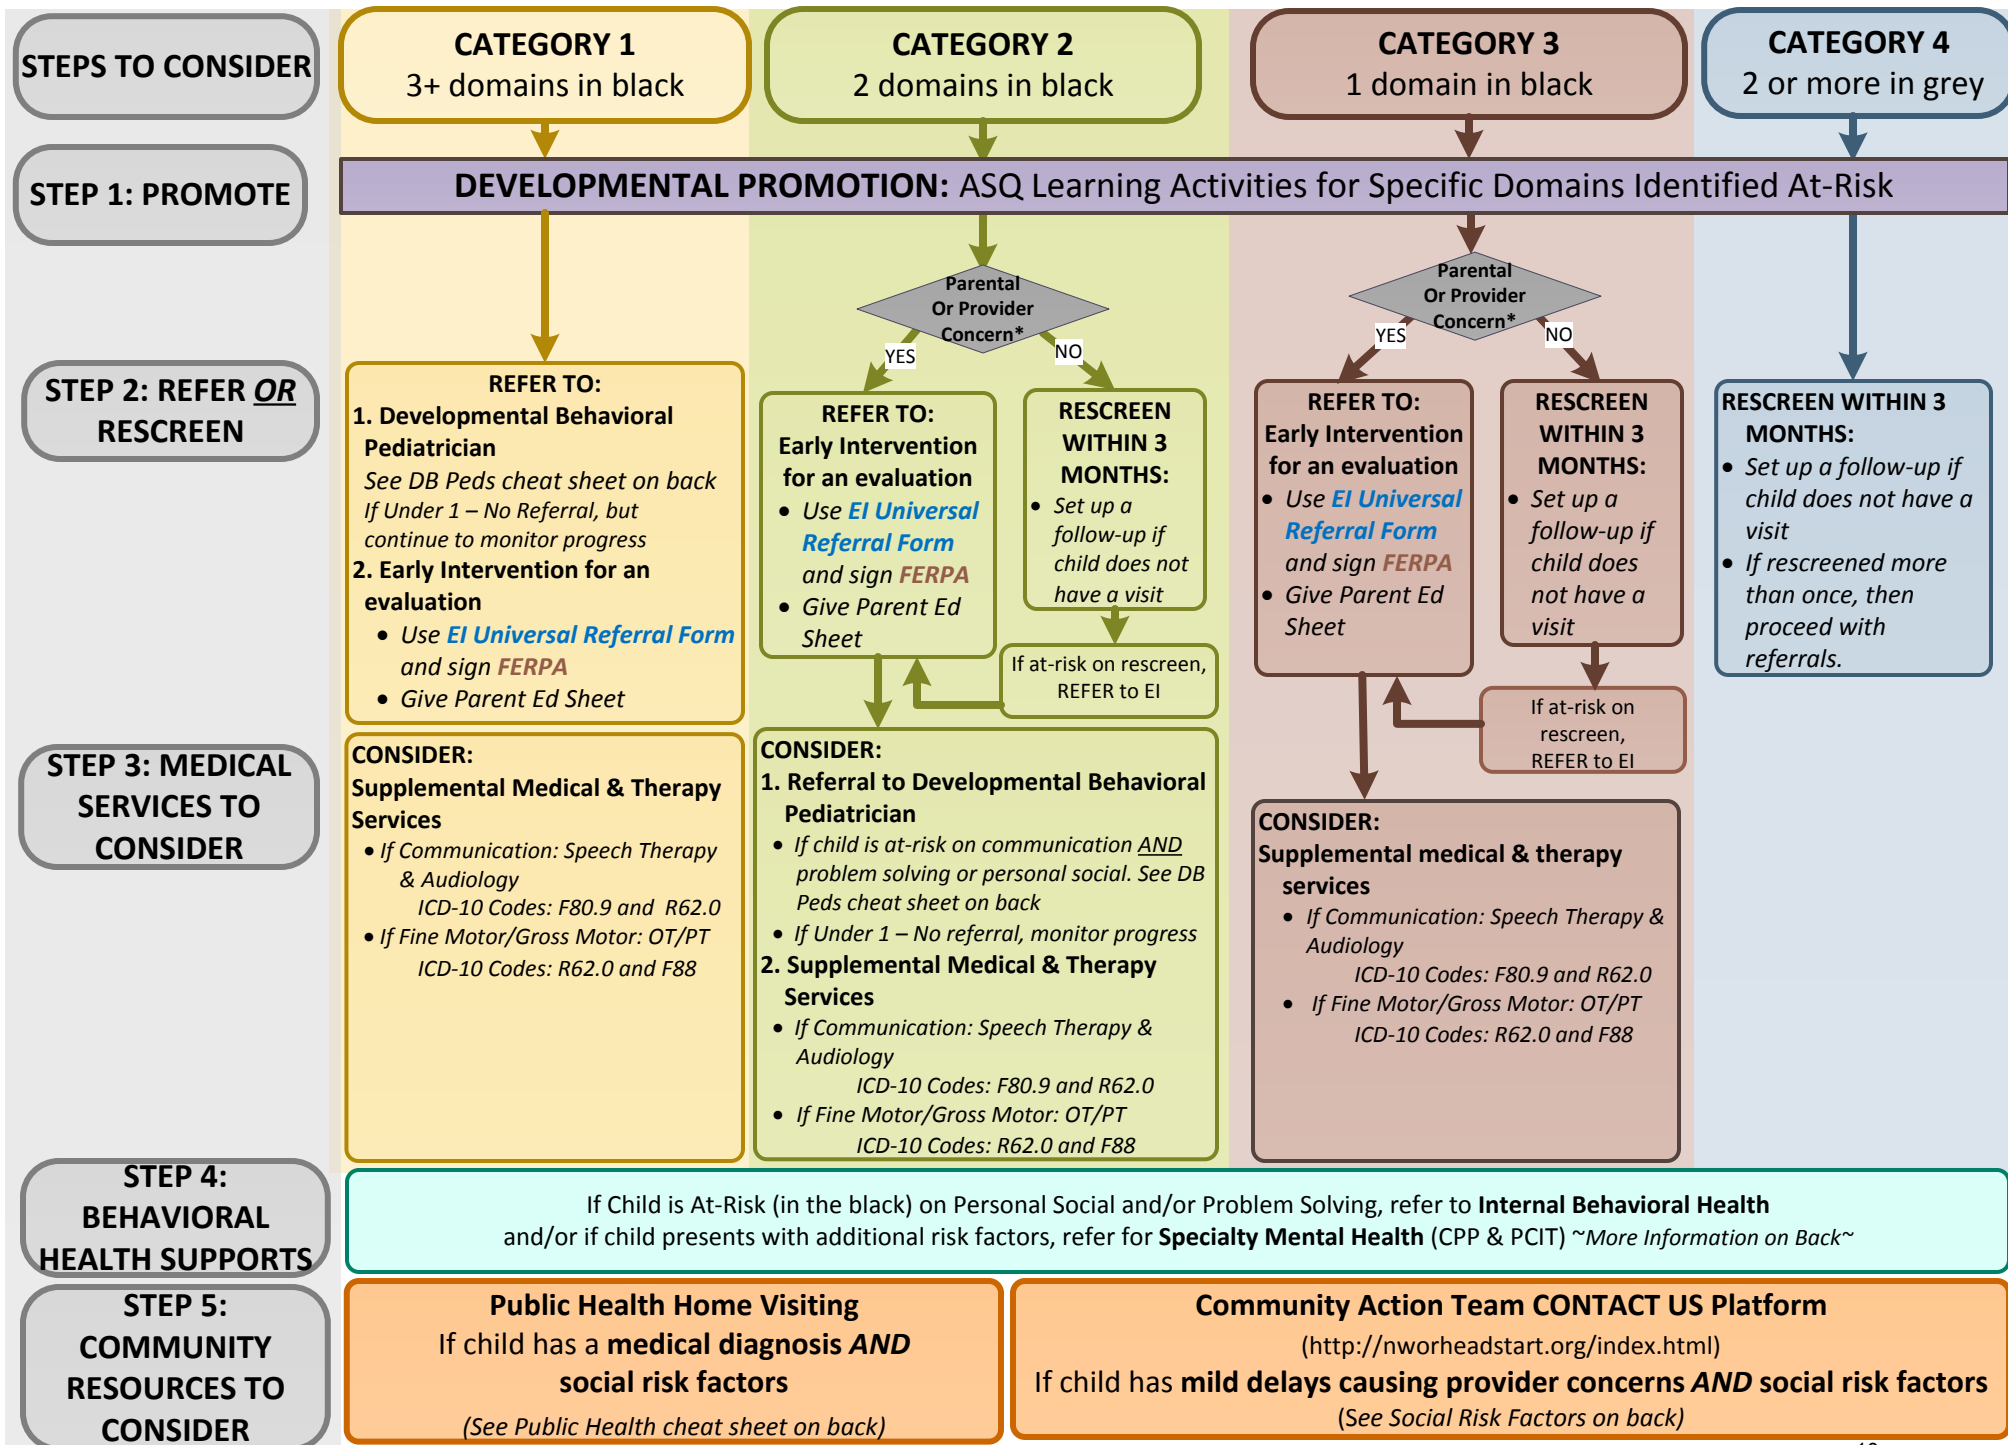 STEPS TO CONSIDER
CATEGORY 1
3+ domains in black
CATEGORY 2
2 domains in black
CATEGORY 3
1 domain in black
CATEGORY 4
2 or more in grey
STEP 1: PROMOTE
DEVELOPMENTAL PROMOTION: ASQ Learning Activities for Specific Domains Identified At-Risk
STEP 2: REFER OR
RESCREEN
REFER TO:
1. Developmental Behavioral
Pediatrician
See DB Peds cheat sheet on back
If Under 1 – No Referral, but
continue to monitor progress
2. Early Intervention for an
evaluation
• Use EI Universal Referral Form
and sign FERPA
• Give Parent Ed Sheet
Parental
Or Provider
Concern*
YES
NO
REFER TO:
Early Intervention
for an evaluation
• Use EI Universal
Referral Form
and sign FERPA
• Give Parent Ed
Sheet
RESCREEN
WITHIN 3
MONTHS:
• Set up a
follow-up if
child does not
have a visit
If at-risk on rescreen,
REFER to EI
Parental
Or Provider
Concern*
YES
NO
REFER TO:
Early Intervention
for an evaluation
• Use EI Universal
Referral Form
and sign FERPA
• Give Parent Ed
Sheet
RESCREEN
WITHIN 3
MONTHS:
• Set up a
follow-up if
child does
not have a
visit
If at-risk on
rescreen,
REFER to EI
RESCREEN WITHIN 3
MONTHS:
• Set up a follow-up if
child does not have a
visit
• If rescreened more
than once, then
proceed with
referrals.
STEP 3: MEDICAL
SERVICES TO
CONSIDER
CONSIDER:
Supplemental Medical & Therapy
Services
• If Communication: Speech Therapy
& Audiology
ICD-10 Codes: F80.9 and R62.0
• If Fine Motor/Gross Motor: OT/PT
ICD-10 Codes: R62.0 and F88
CONSIDER:
1. Referral to Developmental Behavioral
Pediatrician
• If child is at-risk on communication AND
problem solving or personal social. See DB
Peds cheat sheet on back
• If Under 1 – No referral, monitor progress
2. Supplemental Medical & Therapy
Services
• If Communication: Speech Therapy &
Audiology
ICD-10 Codes: F80.9 and R62.0
• If Fine Motor/Gross Motor: OT/PT
ICD-10 Codes: R62.0 and F88
CONSIDER:
Supplemental medical & therapy
services
• If Communication: Speech Therapy &
Audiology
ICD-10 Codes: F80.9 and R62.0
• If Fine Motor/Gross Motor: OT/PT
ICD-10 Codes: R62.0 and F88
STEP 4:
BEHAVIORAL
HEALTH SUPPORTS
If Child is At-Risk (in the black) on Personal Social and/or Problem Solving, refer to Internal Behavioral Health
and/or if child presents with additional risk factors, refer for Specialty Mental Health (CPP & PCIT) ~More Information on Back~
STEP 5:
COMMUNITY
RESOURCES TO
CONSIDER
Public Health Home Visiting
If child has a medical diagnosis AND
social risk factors
(See Public Health cheat sheet on back)
Community Action Team CONTACT US Platform
(http://nworheadstart.org/index.html)
If child has mild delays causing provider concerns AND social risk factors
(See Social Risk Factors on back)